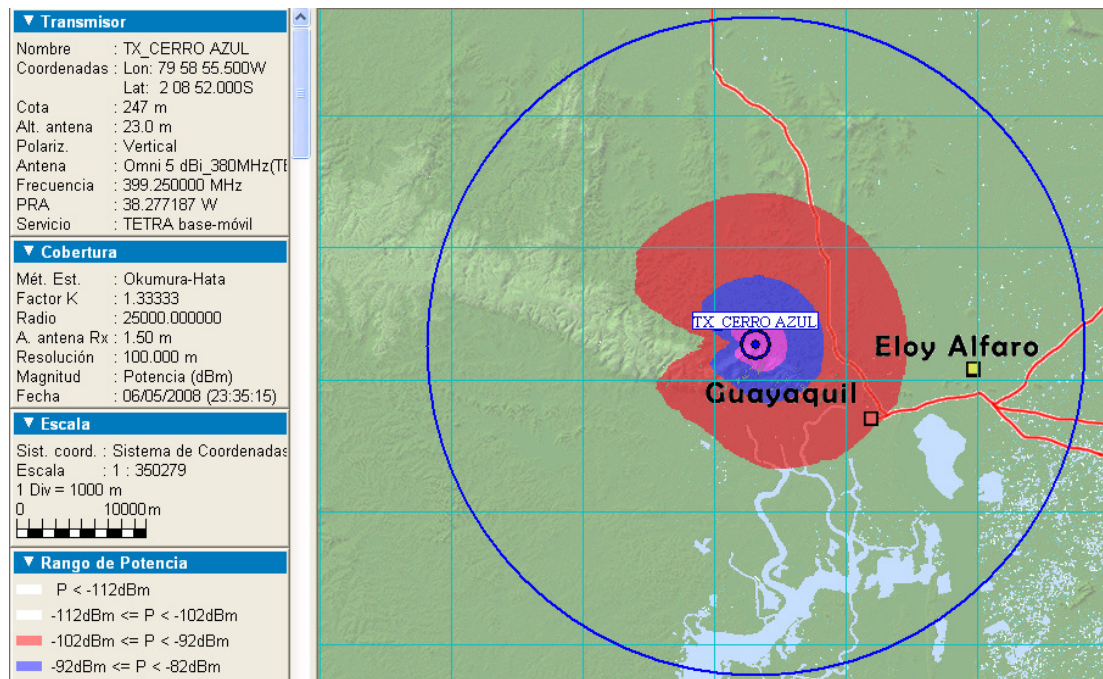 ▼ Transmisor
Nombre : TX_CERRO AZUL
Coordenadas : Lon: 79 58 55.500W
Lat: 2 08 52.000S
Cota : 247 m
Alt. antena : 23.0 m
Polariz. : Vertical
Antena : Omni 5 dBi_380MHz(TE
Frecuencia : 399.250000 MHz
PRA : 38.277187 W
Servicio : TETRA base-móvil
▼ Cobertura
Mét. Est. : Okumura-Hata
Factor K : 1.33333
Radio : 25000.000000
A. antena Rx : 1.50 m
Resolución : 100.000 m
Magnitud : Potencia (dBm)
Fecha : 06/05/2008 (23:35:15)
▼ Escala
Sist. coord. : Sistema de Coordenadas
Escala : 1 : 350279
1 Div = 1000 m
0 10000m
▼ Rango de Potencia
P < -112dBm
-112dBm <= P < -102dBm
-102dBm <= P < -92dBm
-92dBm <= P < -82dBm
TX_CERRO AZUL
Eloy Alfaro
Guayaquil